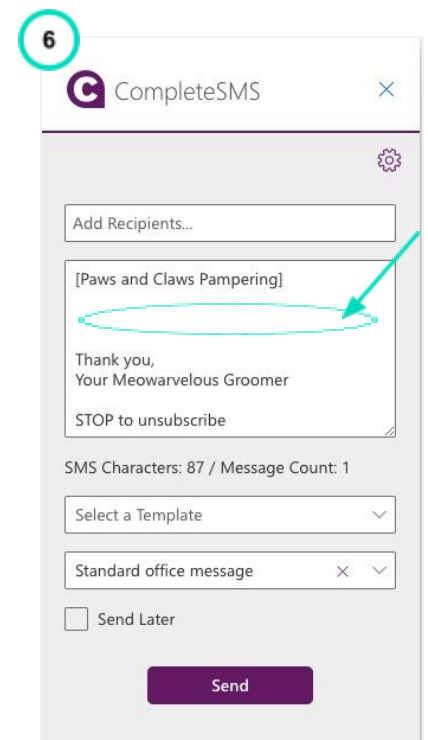 6
CompleteSMS
Add Recipients...
[Paws and Claws Pampering]
Thank you,
Your Meowarvelous Groomer
STOP to unsubscribe
SMS Characters: 87 / Message Count: 1
Select a Template
Standard office message
Send Later
Send